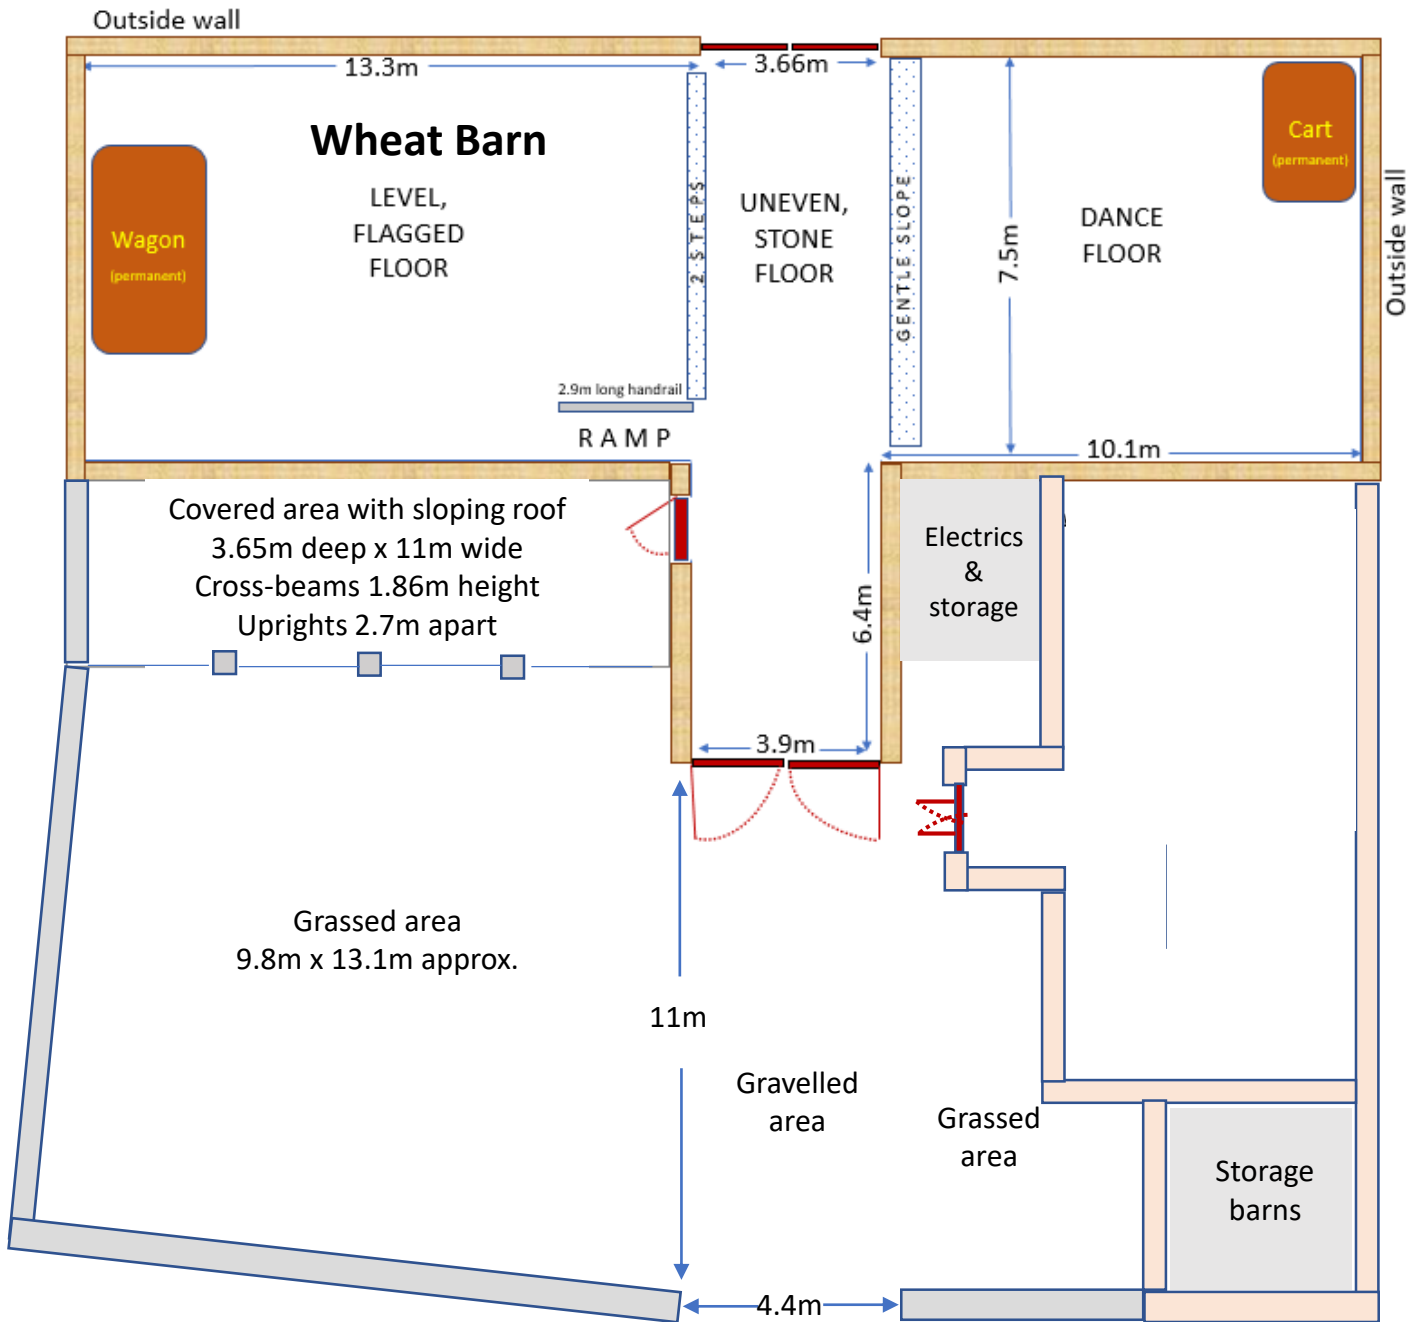 Outside wall
13.3m
3.66m
Wheat Barn
LEVEL,
FLAGGED
FLOOR
Wagon
(permanent)
2 STEPS
UNEVEN,
STONE
FLOOR
GENTLE SLOPE
7.5m
DANCE
FLOOR
Cart
(permanent)
Outside wall
2.9m long handrail
RAMP
10.1m
Covered area with sloping roof
3.65m deep x 11m wide
Cross-beams 1.86m height
Uprights 2.7m apart
6.4m
Electrics
&
storage
3.9m
Grassed area
9.8m x 13.1m approx.
11m
Gravelled
area
Grassed
area
Storage
barns
4.4m